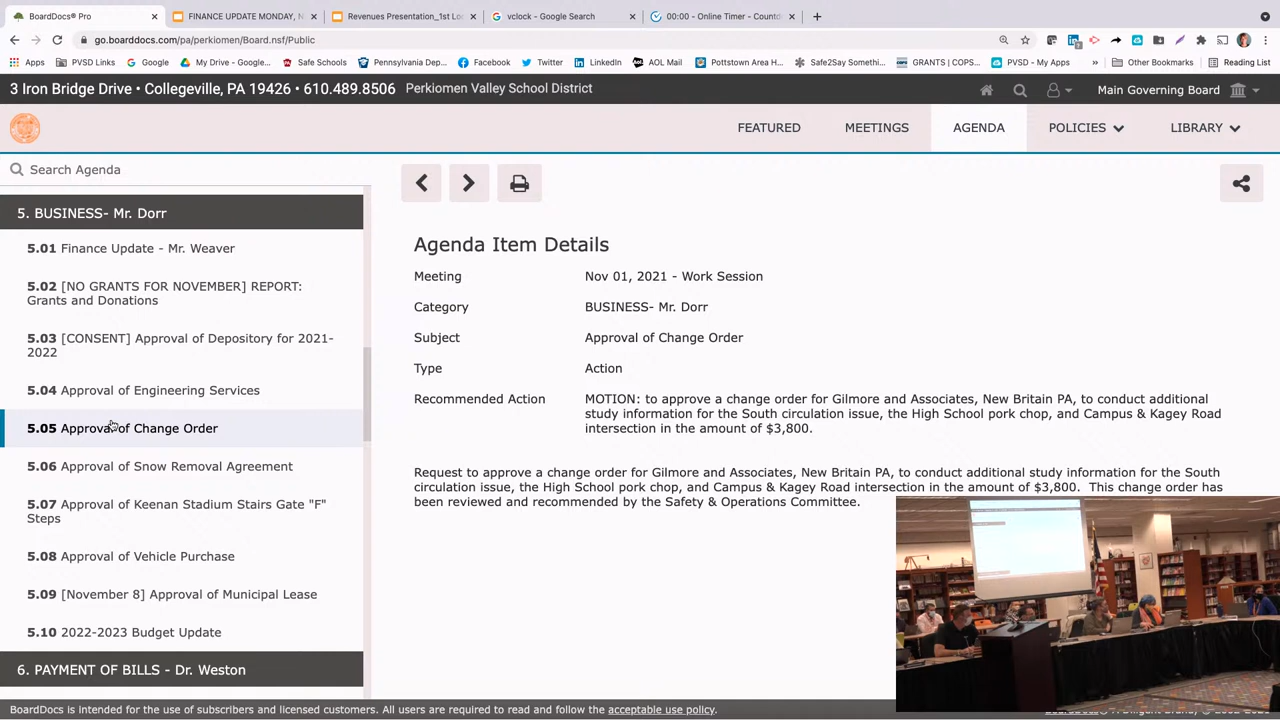 BoardDocs® Pro
FINANCE UPDATE MONDAY, N
Revenues Presentation_1st Loo
vclock - Google Search
00:00 - Online Timer - Countd
go.boarddocs.com/pa/perkiomen/Board.nsf/Public
Apps PVSD Links Google My Drive - Google... Safe Schools Pennsylvania Dep... Facebook Twitter LinkedIn AOL Mail Pottstown Area H... Safe2Say Somethi... GRANTS | COPS... PVSD - My Apps » Other Bookmarks Reading List
3 Iron Bridge Drive • Collegeville, PA 19426 • 610.489.8506 Perkiomen Valley School District Main Governing Board
FEATURED MEETINGS AGENDA POLICIES LIBRARY
Search Agenda
5. BUSINESS- Mr. Dorr
5.01 Finance Update - Mr. Weaver
5.02 [NO GRANTS FOR NOVEMBER] REPORT:
Grants and Donations
5.03 [CONSENT] Approval of Depository for 2021-
2022
5.04 Approval of Engineering Services
5.05 Approval of Change Order
5.06 Approval of Snow Removal Agreement
5.07 Approval of Keenan Stadium Stairs Gate "F"
Steps
5.08 Approval of Vehicle Purchase
5.09 [November 8] Approval of Municipal Lease
5.10 2022-2023 Budget Update
6. PAYMENT OF BILLS - Dr. Weston
Agenda Item Details
Meeting Nov 01, 2021 - Work Session
Category BUSINESS- Mr. Dorr
Subject Approval of Change Order
Type Action
Recommended Action MOTION: to approve a change order for Gilmore and Associates, New Britain PA, to conduct additional
study information for the South circulation issue, the High School pork chop, and Campus & Kagey Road
intersection in the amount of $3,800.
Request to approve a change order for Gilmore and Associates, New Britain PA, to conduct additional study information for the South
circulation issue, the High School pork chop, and Campus & Kagey Road intersection in the amount of $3,800. This change order has
been reviewed and recommended by the Safety & Operations Committee.
BoardDocs is intended for the use of subscribers and licensed customers. All users are required to read and follow the acceptable use policy.